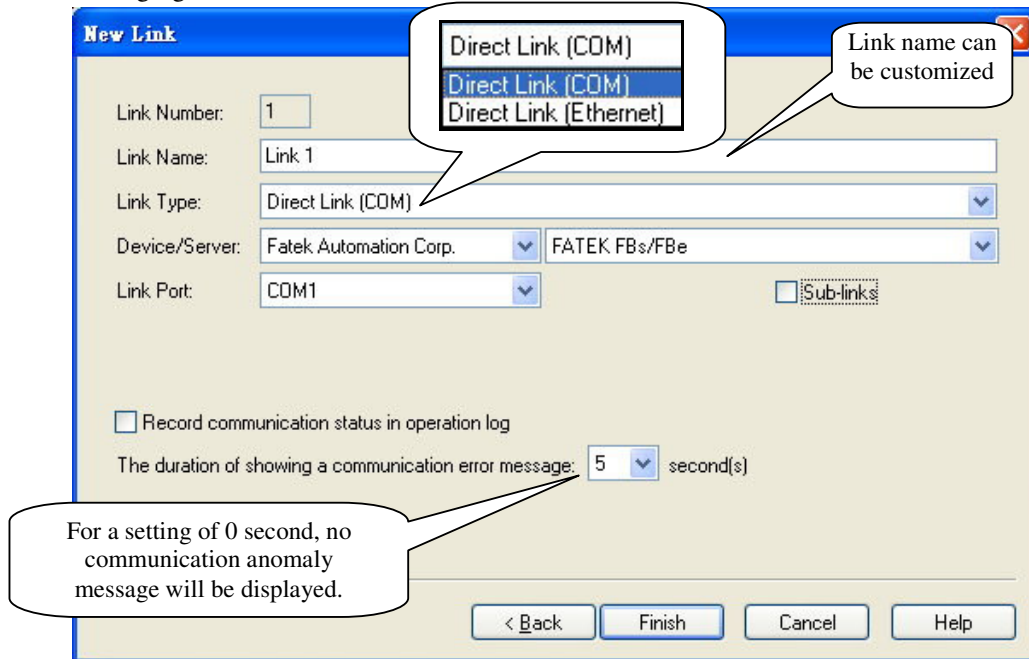 New Link
Direct Link (COM)
Direct Link (COM)
Direct Link (Ethernet)
Link name can
be customized
Link Number:
1
Link Name:
Link 1
Link Type:
Direct Link (COM)
Device/Server:
Fatek Automation Corp.
FATEK FBs/FBe
Link Port:
COM1
Sub-links
Record communication status in operation log
The duration of showing a communication error message:
5
second(s)
For a setting of 0 second, no
communication anomaly
message will be displayed.
< Back
Finish
Cancel
Help